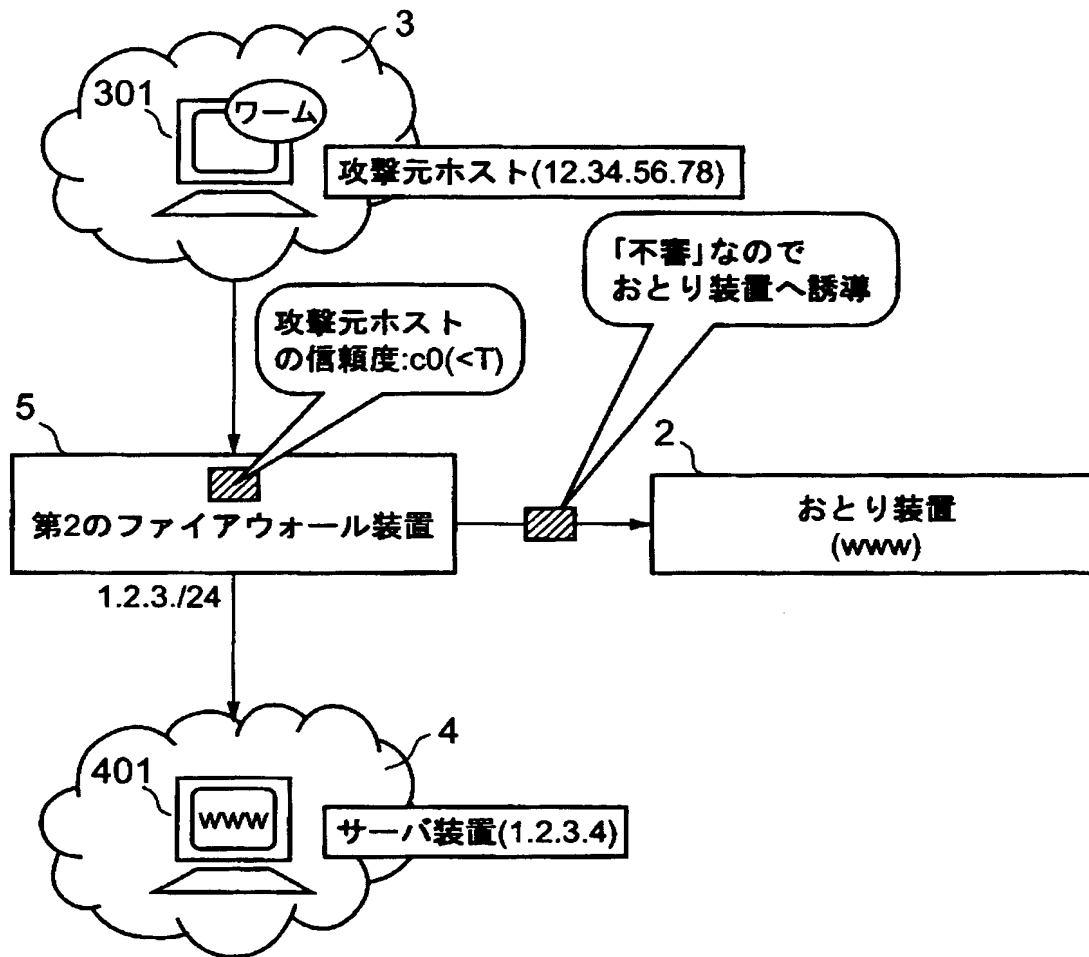 3
301
ワーム
攻撃元ホスト(12.34.56.78)
「不審」なので
おとり装置へ誘導
攻撃元ホスト
の信頼度:c0(<T)
5
2
第2のファイアウォール装置
おとり装置
(www)
1.2.3./24
4
401
www
サーバ装置(1.2.3.4)